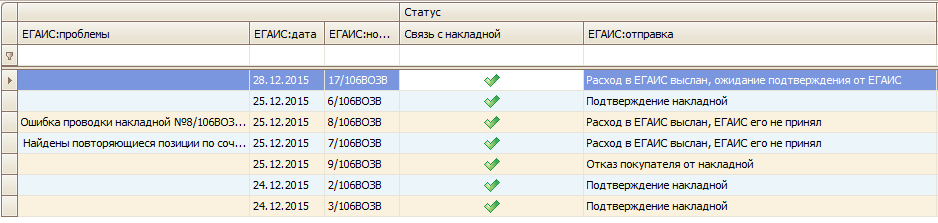 Статус
ЕГАИС:проблемы ЕГАИС:дата ЕГАИС:но... Связь с накладной ЕГАИС:отправка
28.12.2015 17/106ВОЗВ Расход в ЕГАИС выслан, ожидание подтверждения от ЕГАИС
25.12.2015 6/106ВОЗВ Подтверждение накладной
Ошибка проводки накладной №8/106ВОЗ... 25.12.2015 8/106ВОЗВ Расход в ЕГАИС выслан, ЕГАИС его не принял
Найдены повторяющиеся позиции по соч... 25.12.2015 7/106ВОЗВ Расход в ЕГАИС выслан, ЕГАИС его не принял
25.12.2015 9/106ВОЗВ Отказ покупателя от накладной
24.12.2015 2/106ВОЗВ Подтверждение накладной
24.12.2015 3/106ВОЗВ Подтверждение накладной